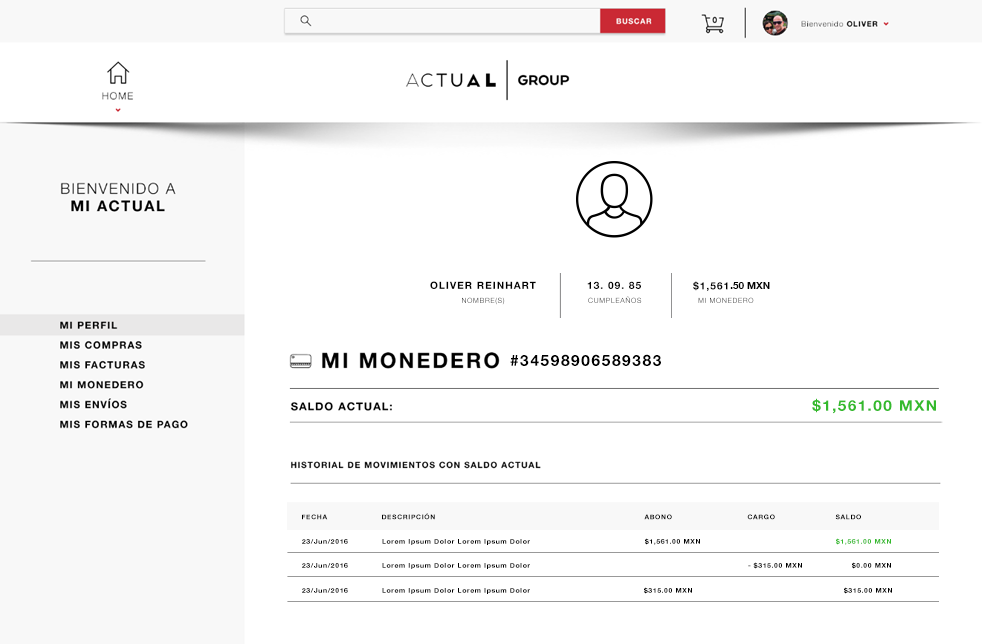 BUSCAR
0
Bienvenido OLIVER
HOME
ACTUAL | GROUP
BIENVENIDO A
MI ACTUAL
OLIVER REINHART
NOMBRE(S)
13. 09. 85
CUMPLEAÑOS
$1,561.50 MXN
MI MONEDERO
MI PERFIL
MIS COMPRAS
MIS FACTURAS
MI MONEDERO
MIS ENVÍOS
MIS FORMAS DE PAGO
MI MONEDERO #34598906589383
SALDO ACTUAL: $1,561.00 MXN
HISTORIAL DE MOVIMIENTOS CON SALDO ACTUAL
FECHA DESCRIPCIÓN ABONO CARGO SALDO
23/Jun/2016 Lorem Ipsum Dolor Lorem Ipsum Dolor $1,561.00 MXN $1,561.00 MXN
23/Jun/2016 Lorem Ipsum Dolor Lorem Ipsum Dolor - $315.00 MXN $0.00 MXN
23/Jun/2016 Lorem Ipsum Dolor Lorem Ipsum Dolor $315.00 MXN $315.00 MXN